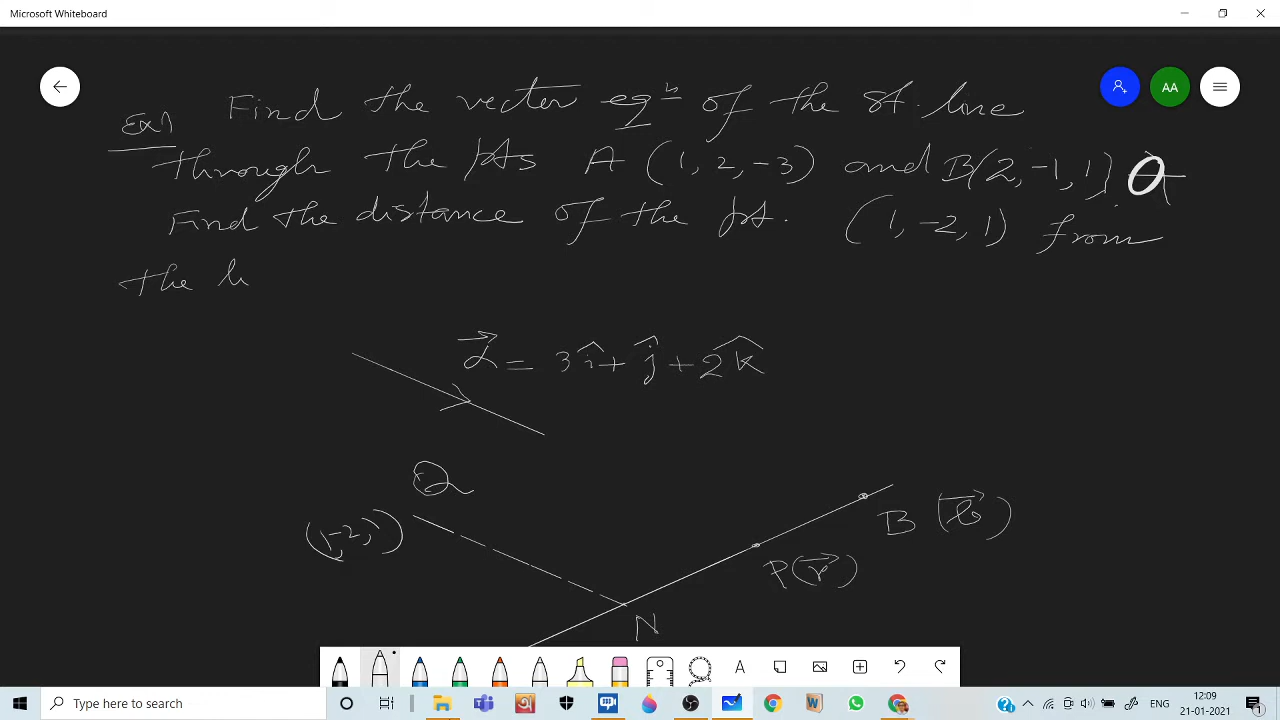 Microsoft Whiteboard
AA
Ex1 Find the vector eqⁿ of the st. line
through the pts A (1, 2, -3) and B(2, -1, 1).
Find the distance of the pt. (1, -2, 1) from
the
α⃗ = 3î + ĵ + 2k̂
Q
(1, -2, 1)
B (b⃗)
P(r⃗)
N
A
Type here to search
ENG
12:09
21-01-2021